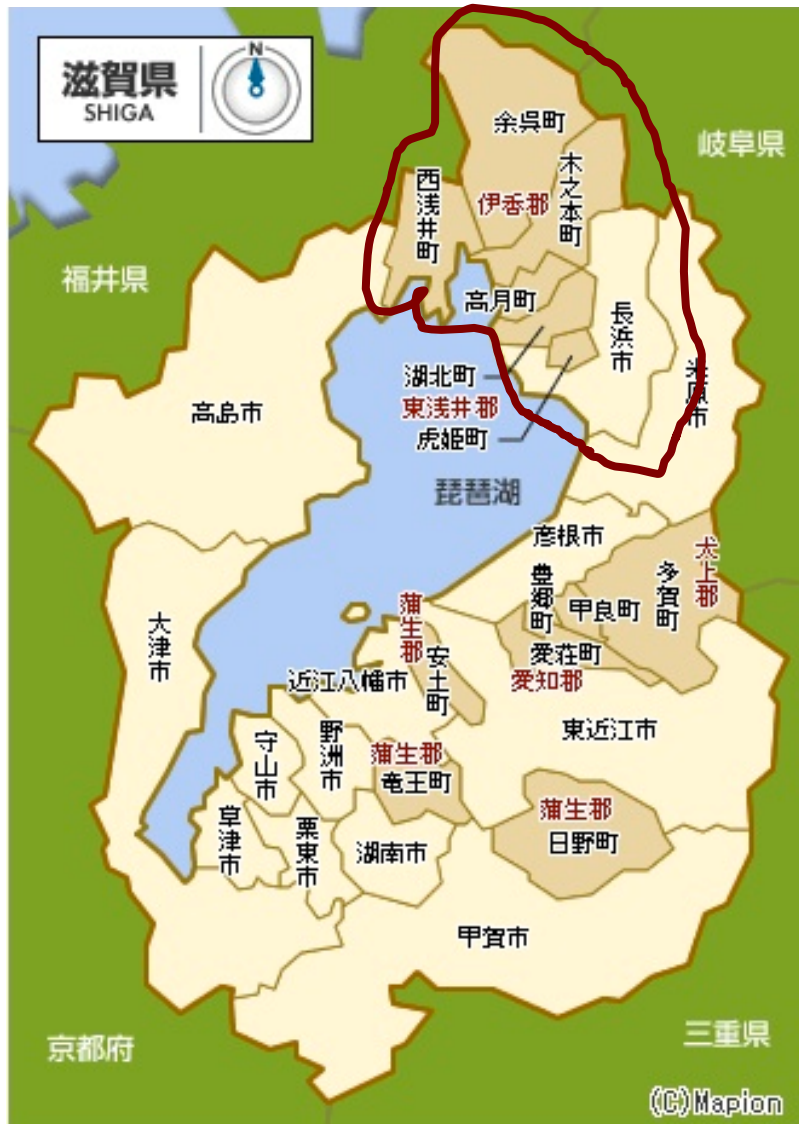 滋賀県
SHIGA
N
余呉町
岐阜県
木之本町
西浅井町
伊香郡
福井県
高月町
長浜市
米原市
湖北町
東浅井郡
虎姫町
高島市
琵琶湖
彦根市
犬上郡
多賀町
豊郷町
甲良町
蒲生郡
大津市
安土町
愛荘町
愛知郡
近江八幡市
東近江市
野洲市
守山市
蒲生郡
竜王町
蒲生郡
日野町
草津市
栗東市
湖南市
甲賀市
三重県
京都府
(C)Mapion